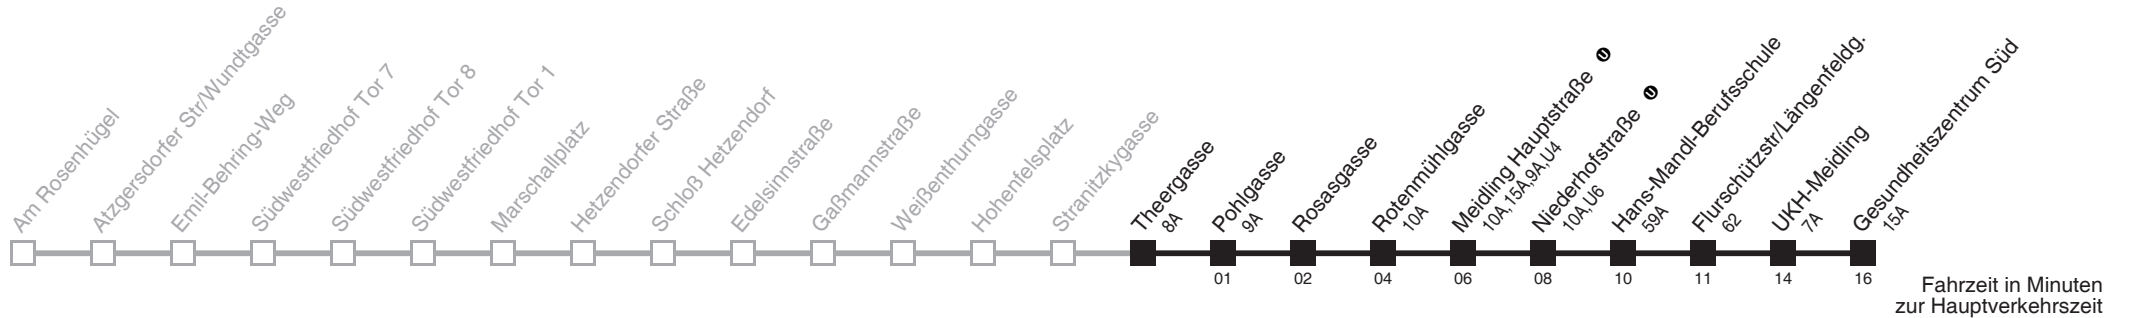 Am Rosenhügel
Atzgersdorfer Str/Wundtgasse
Emil-Behring-Weg
Südwestfriedhof Tor 7
Südwestfriedhof Tor 8
Südwestfriedhof Tor 1
Marschallplatz
Hetzendorfer Straße
Schloß Hetzendorf
Edelsinnstraße
Gaßmannstraße
Weißenthurngasse
Hohenfelsplatz
Stranitzkygasse
Theergasse
8A
Pohlgasse
9A
Rosasgasse
Rotenmühlgasse
10A
Meidling Hauptstraße U
10A,15A,9A,U4
Niederhofstraße U
10A,U6
Hans-Mandl-Berufsschule
59A
Flurschützstr/Längenfeldg.
62
UKH-Meidling
7A
Gesundheitszentrum Süd
15A
01 02 04 06 08 10 11 14 16
Fahrzeit in Minuten
zur Hauptverkehrszeit